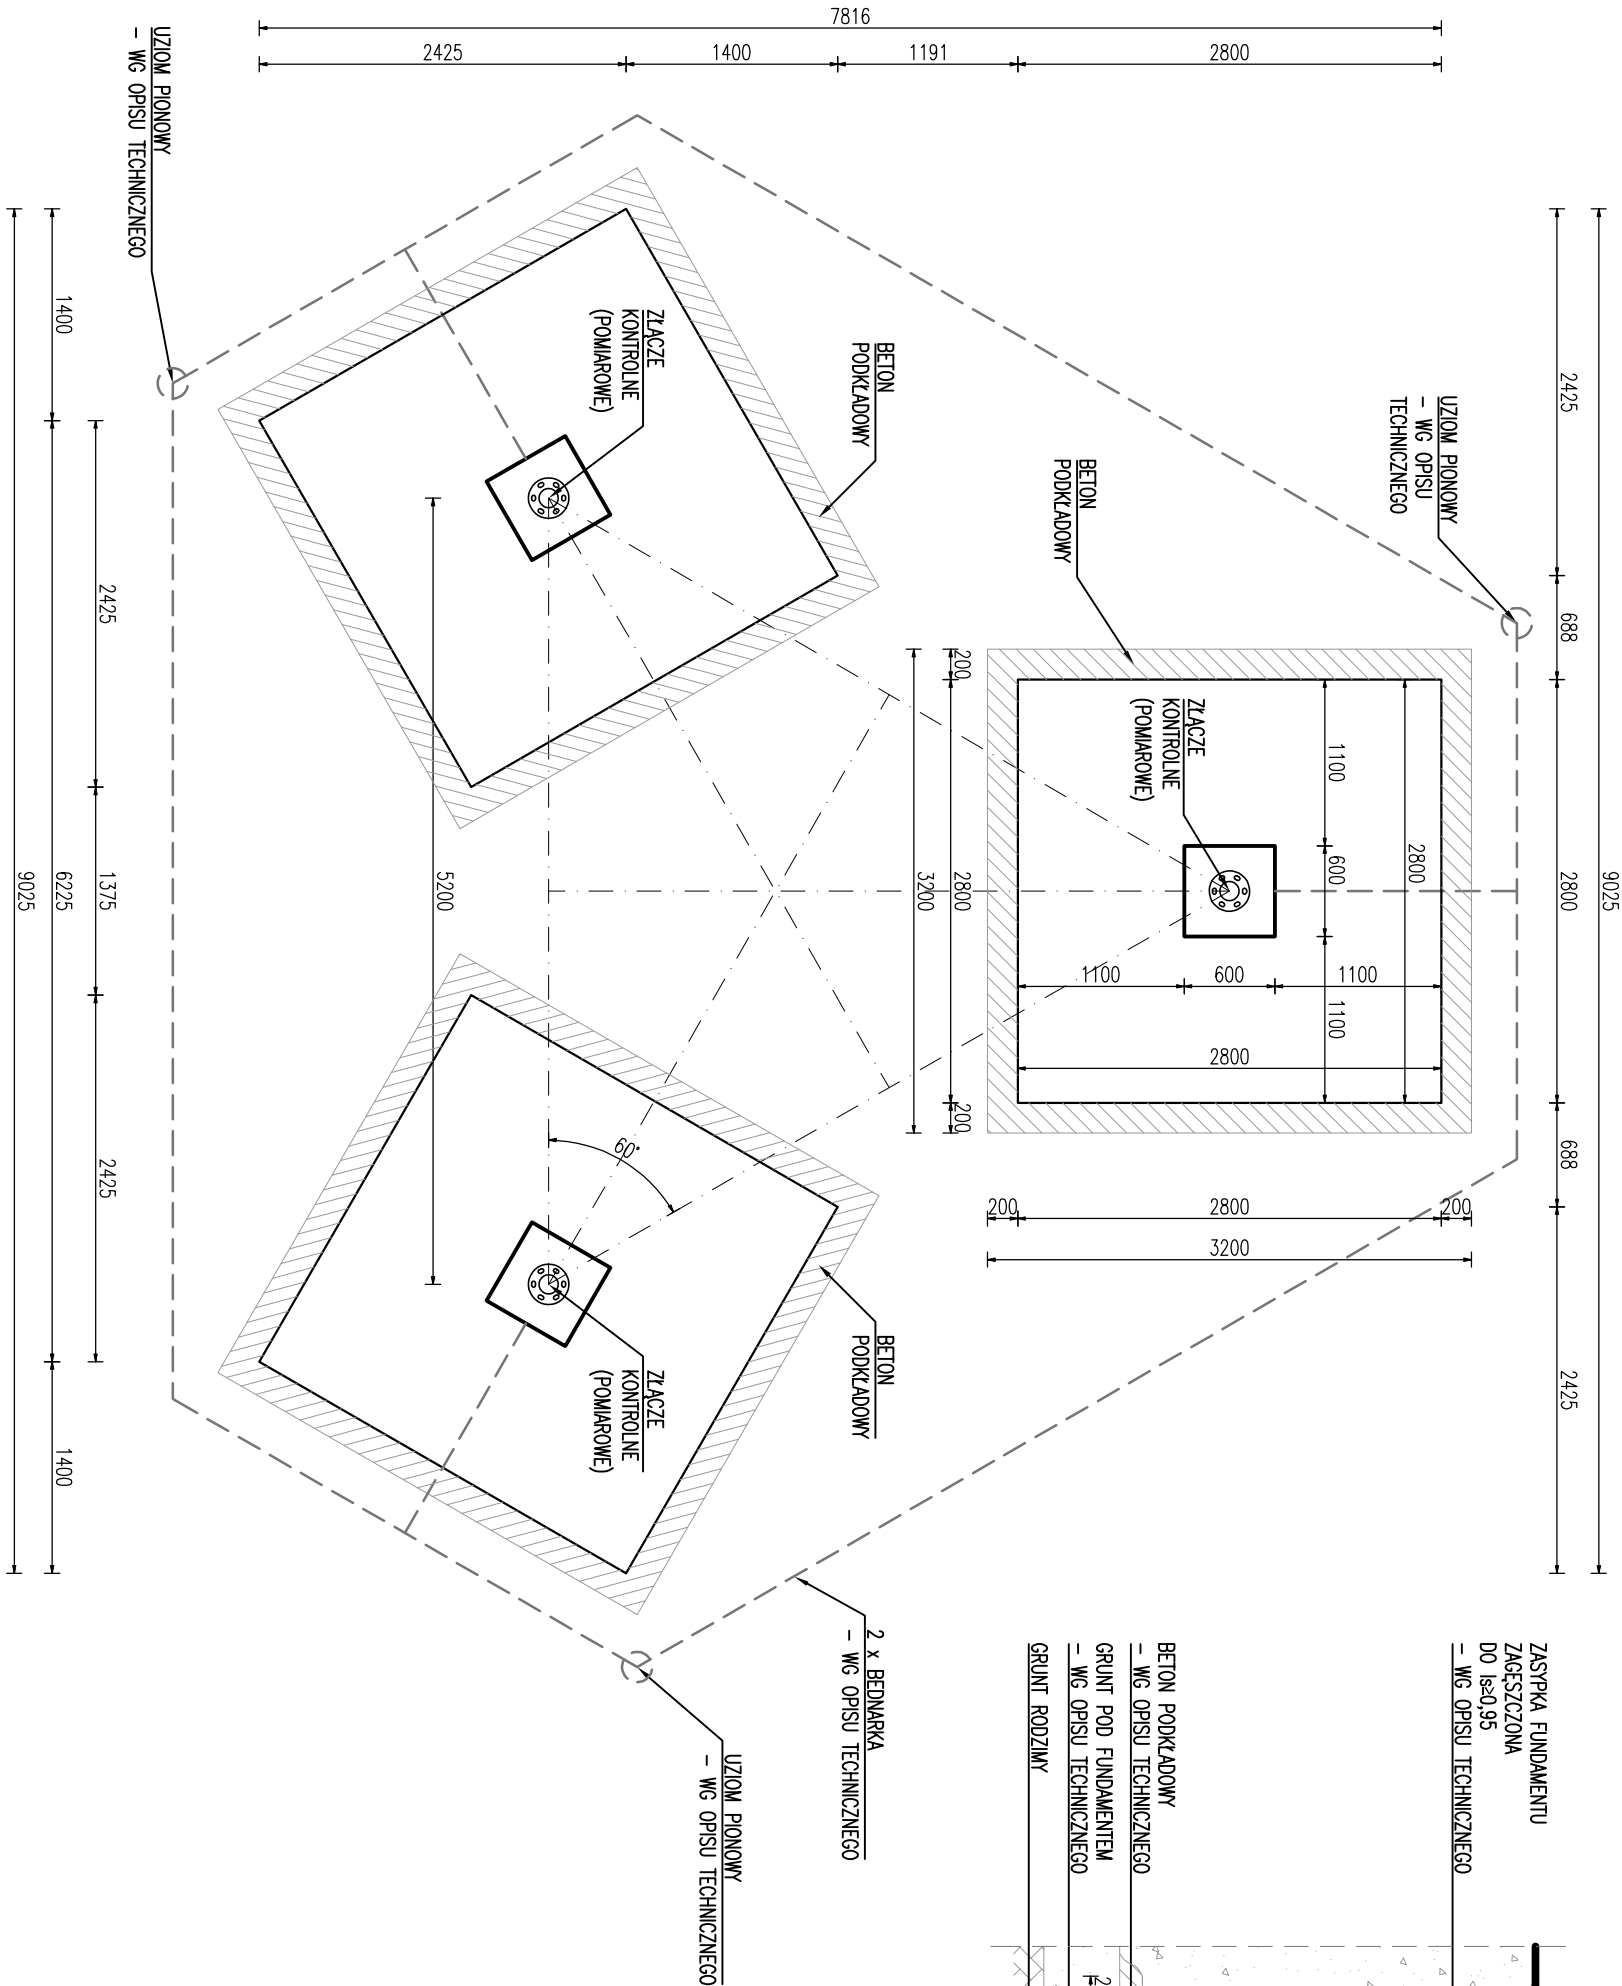 9025
2425
688
2800
688
2425
UZIOM PIONOWY
- WG OPISU
TECHNICZNEGO
ZASYPKA FUNDAMENTU
ZAGĘSZCZONA
DO Is≥0,95
- WG OPISU TECHNICZNEGO
7816
2800
1191
1400
2425
2800
1100
600
1100
1100
600
1100
2800
200
2800
200
3200
ZŁĄCZE
KONTROLNE
(POMIAROWE)
BETON
PODKŁADOWY
BETON PODKŁADOWY
- WG OPISU TECHNICZNEGO
GRUNT POD FUNDAMENTEM
- WG OPISU TECHNICZNEGO
GRUNT RODZIMY
200
2800
200
3200
BETON
PODKŁADOWY
BETON
PODKŁADOWY
2 x BEDNARKA
- WG OPISU TECHNICZNEGO
ZŁĄCZE
KONTROLNE
(POMIAROWE)
60°
ZŁĄCZE
KONTROLNE
(POMIAROWE)
UZIOM PIONOWY
- WG OPISU TECHNICZNEGO
5200
UZIOM PIONOWY
- WG OPISU TECHNICZNEGO
2425
1375
2425
1400
6225
1400
9025